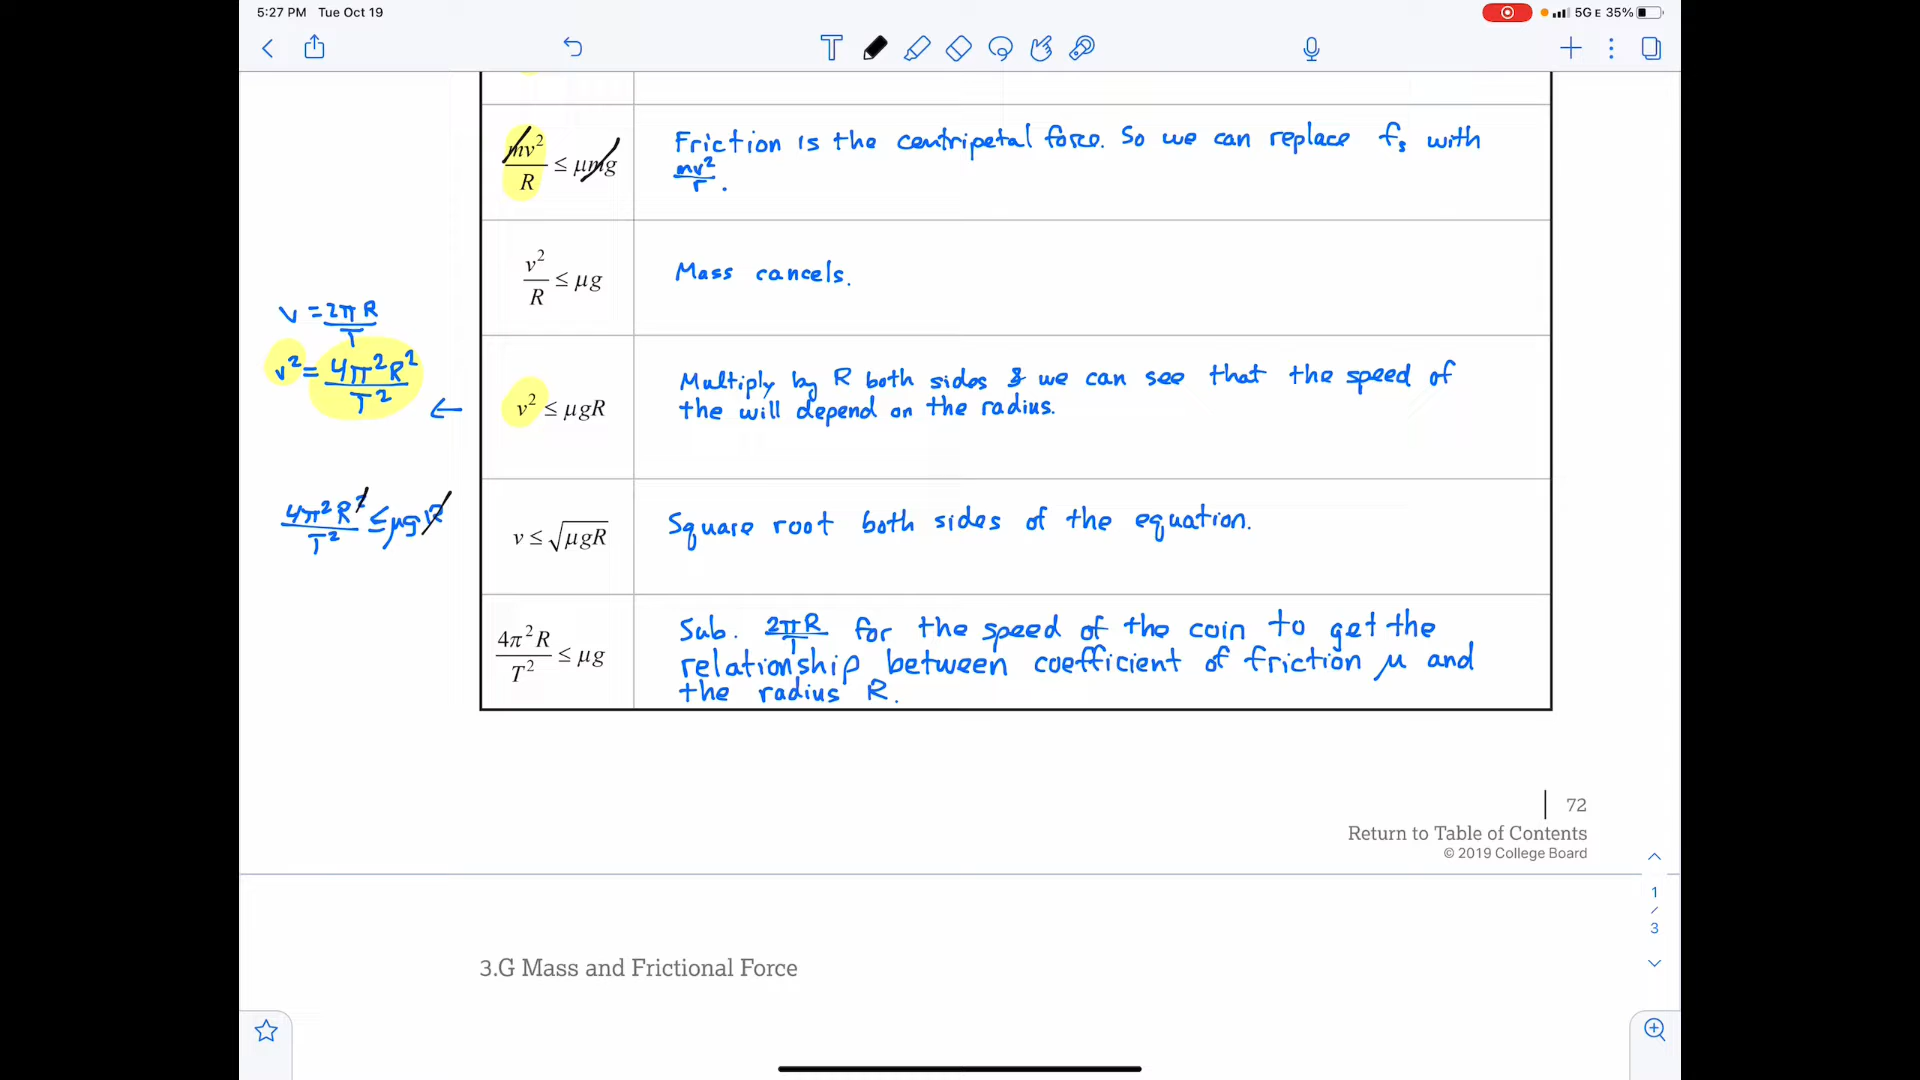 5:27 PM Tue Oct 19
5G E 35%
T
mv²/R ≤ μmg
Friction is the centripetal force. So we can replace fs with
mv²/r.
v²/R ≤ μg
Mass cancels.
v = 2πR/T
v² = 4π²R²/T²
←
v² ≤ μgR
Multiply by R both sides & we can see that the speed of
the will depend on the radius.
4π²R²/T² ≤ μgR
v ≤ √μgR
Square root both sides of the equation.
4π²R/T² ≤ μg
Sub. 2πR/T for the speed of the coin to get the
relationship between coefficient of friction μ and
the radius R.
72
Return to Table of Contents
© 2019 College Board
1
/
3
3.G Mass and Frictional Force